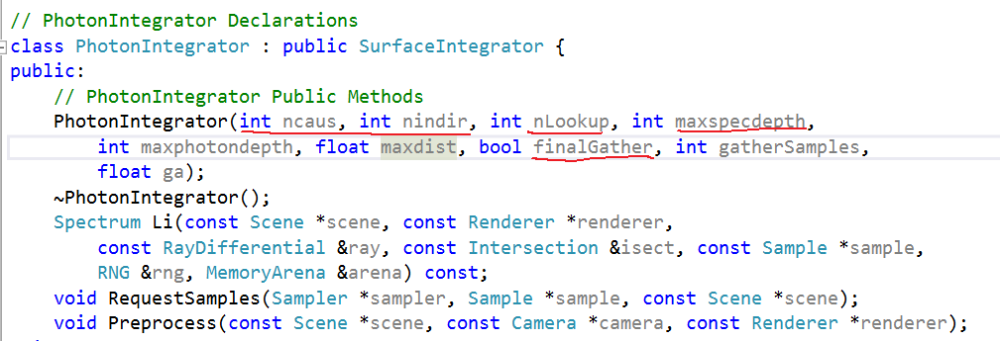 // PhotonIntegrator Declarations
class PhotonIntegrator : public SurfaceIntegrator {
public:
    // PhotonIntegrator Public Methods
    PhotonIntegrator(int ncaus, int nindir, int nLookup, int maxspecdepth,
        int maxphotondepth, float maxdist, bool finalGather, int gatherSamples,
        float ga);
    ~PhotonIntegrator();
    Spectrum Li(const Scene *scene, const Renderer *renderer,
        const RayDifferential &ray, const Intersection &isect, const Sample *sample,
        RNG &rng, MemoryArena &arena) const;
    void RequestSamples(Sampler *sampler, Sample *sample, const Scene *scene);
    void Preprocess(const Scene *scene, const Camera *camera, const Renderer *renderer);